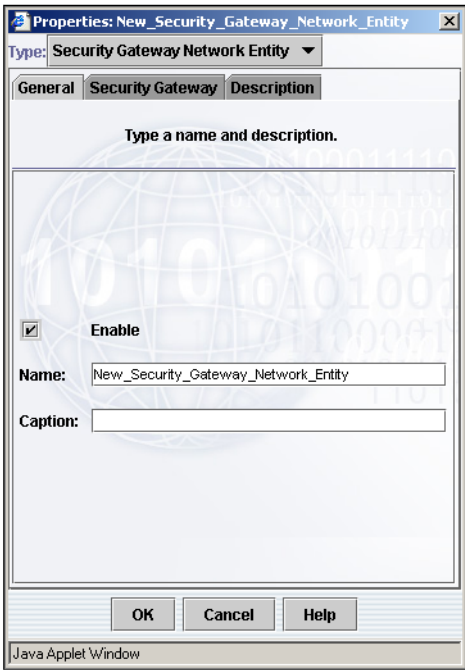 Properties: New_Security_Gateway_Network_Entity
Type: Security Gateway Network Entity
General Security Gateway Description
Type a name and description.
Enable
Name: New_Security_Gateway_Network_Entity
Caption:
OK Cancel Help
Java Applet Window